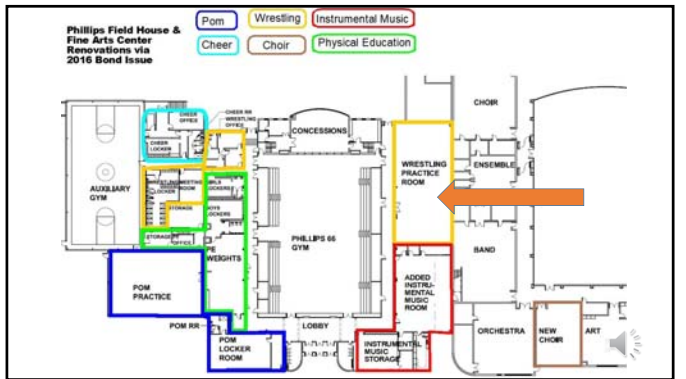 Phillips Field House &
Fine Arts Center
Renovations via
2016 Bond Issue
Pom
Wrestling
Instrumental Music
Cheer
Choir
Physical Education
CHEER
OFFICE
CHEER RR
WRESTLING
OFFICE
CHEER
LOCKER
CONCESSIONS
CHOIR
WRESTLING
PRACTICE
ROOM
ENSEMBLE
AUXILIARY
GYM
LOCKER
ROOM
STORAGE
LOCKERS
LOCKERS
STORAGE
OFFICE
PE
WEIGHTS
PHILLIPS 66
GYM
BAND
POM
PRACTICE
ADDED
INSTRU-
MENTAL
MUSIC
ROOM
POM RR
POM
LOCKER
ROOM
LOBBY
INSTRUMENTAL
MUSIC
STORAGE
ORCHESTRA
NEW
CHOIR
ART